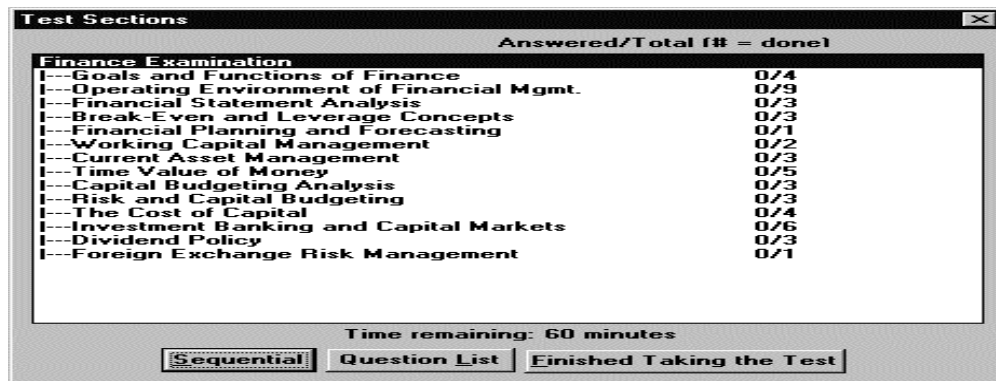 Test Sections
Answered/Total (# = done)
Finance Examination
|---Goals and Functions of Finance 0/4
|---Operating Environment of Financial Mgmt. 0/9
|---Financial Statement Analysis 0/3
|---Break-Even and Leverage Concepts 0/3
|---Financial Planning and Forecasting 0/1
|---Working Capital Management 0/2
|---Current Asset Management 0/3
|---Time Value of Money 0/5
|---Capital Budgeting Analysis 0/3
|---Risk and Capital Budgeting 0/3
|---The Cost of Capital 0/4
|---Investment Banking and Capital Markets 0/6
|---Dividend Policy 0/3
|---Foreign Exchange Risk Management 0/1
Time remaining: 60 minutes
Sequential Question List Finished Taking the Test